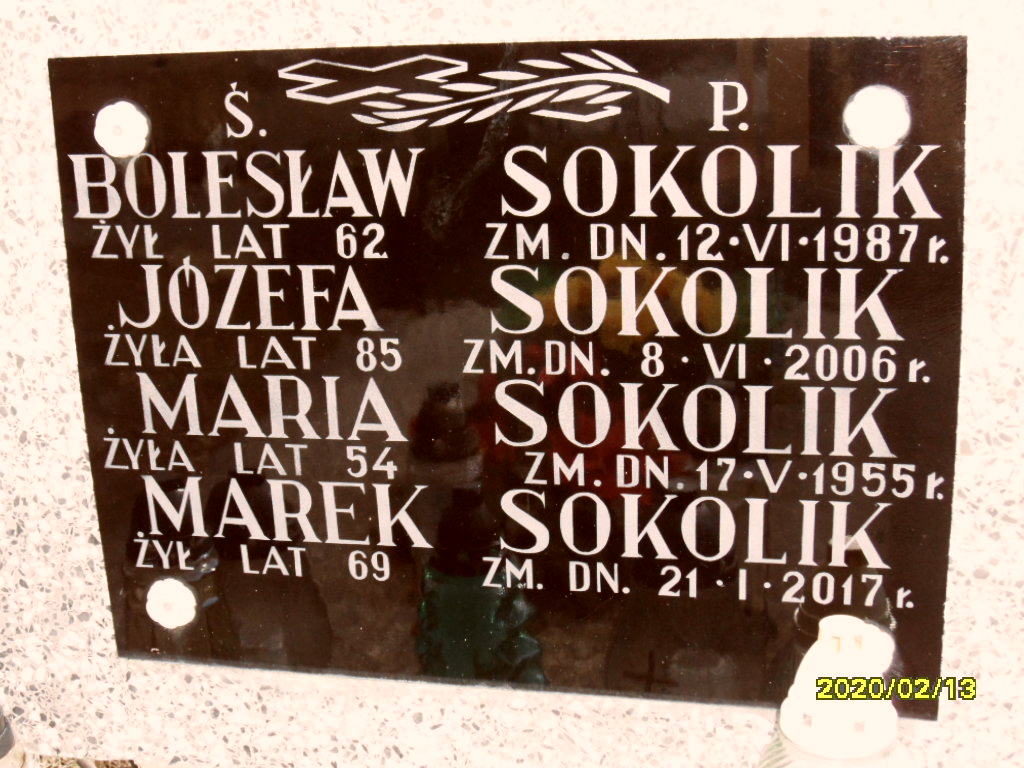 Ś. P.
BOLESŁAW SOKOLIK
ŻYŁ LAT 62 ZM. DN. 12·VI·1987 r.
JÓZEFA SOKOLIK
ŻYŁA LAT 85 ZM. DN. 8·VI·2006 r.
MARIA SOKOLIK
ŻYŁA LAT 54 ZM. DN. 17·V·1955 r.
MAREK SOKOLIK
ŻYŁ LAT 69 ZM. DN. 21·I·2017 r.
2020/02/13